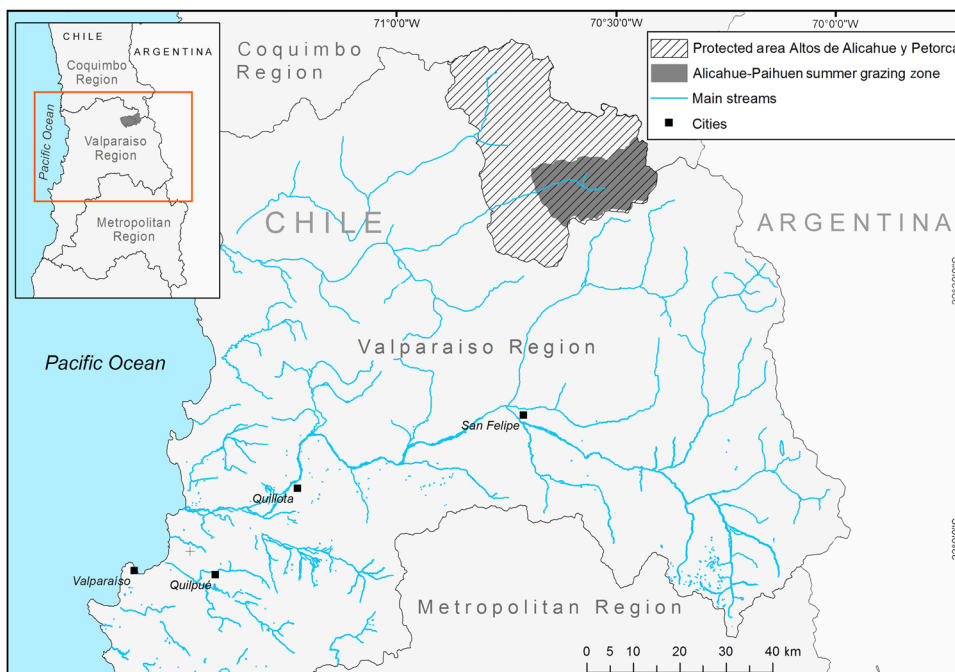 71°0'0"W
70°30'0"W
70°0'0"W
CHILE
ARGENTINA
Coquimbo
Region
Pacific Ocean
Valparaiso
Region
Metropolitan
Region
Coquimbo
Region
Protected area Altos de Alicahue y Petorca
Alicahue-Paihuen summer grazing zone
Main streams
Cities
CHILE
ARGENTINA
Pacific Ocean
Valparaiso Region
San Felipe
Quillota
Valparaíso
Quilpué
Metropolitan Region
0 5 10 20 30 40 km